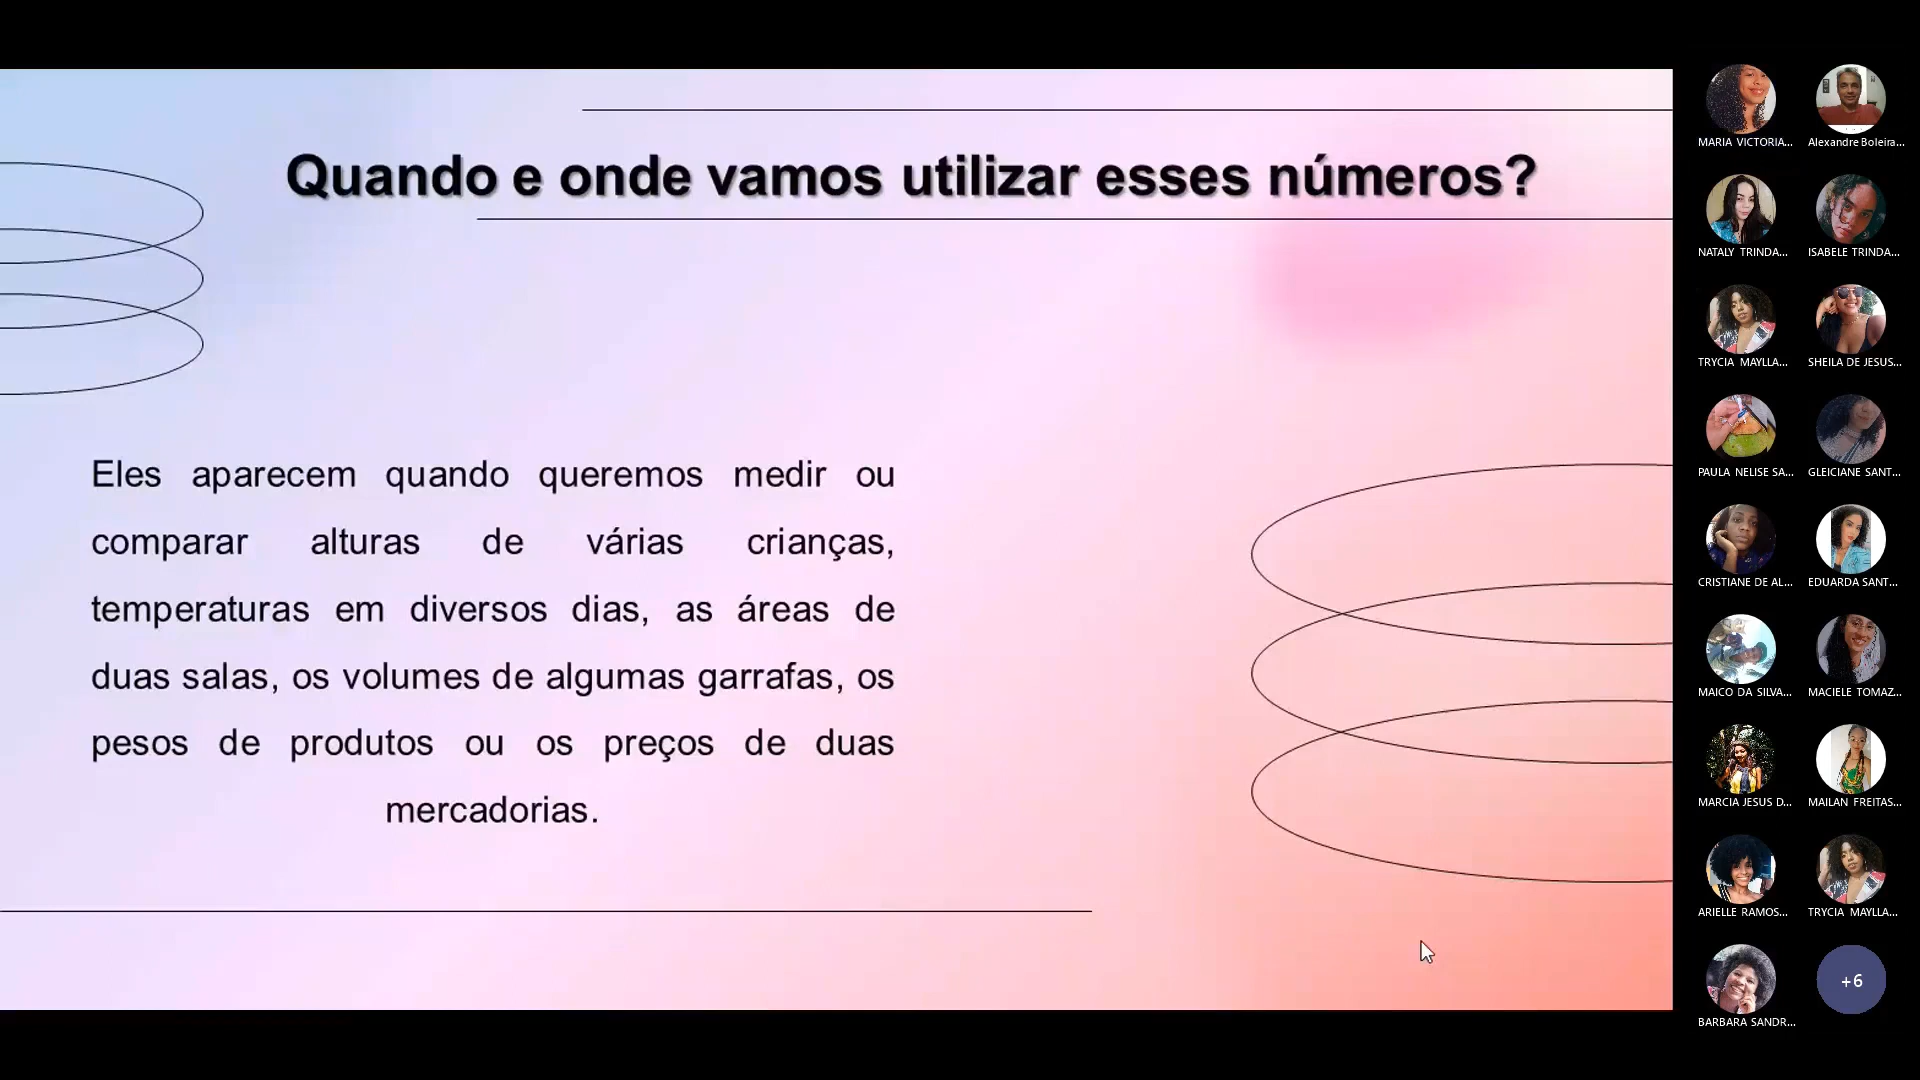 Quando e onde vamos utilizar esses números?
Eles aparecem quando queremos medir ou
comparar alturas de várias crianças,
temperaturas em diversos dias, as áreas de
duas salas, os volumes de algumas garrafas, os
pesos de produtos ou os preços de duas
mercadorias.
MARIA VICTORIA...
Alexandre Boleira...
NATALY TRINDA...
ISABELE TRINDA...
TRYCIA MAYLLA...
SHEILA DE JESUS...
PAULA NELISE SA...
GLEICIANE SANT...
CRISTIANE DE AL...
EDUARDA SANT...
MAICO DA SILVA...
MACIELE TOMAZ...
MARCIA JESUS D...
MAILAN FREITAS...
ARIELLE RAMOS...
TRYCIA MAYLLA...
BARBARA SANDR...
+6